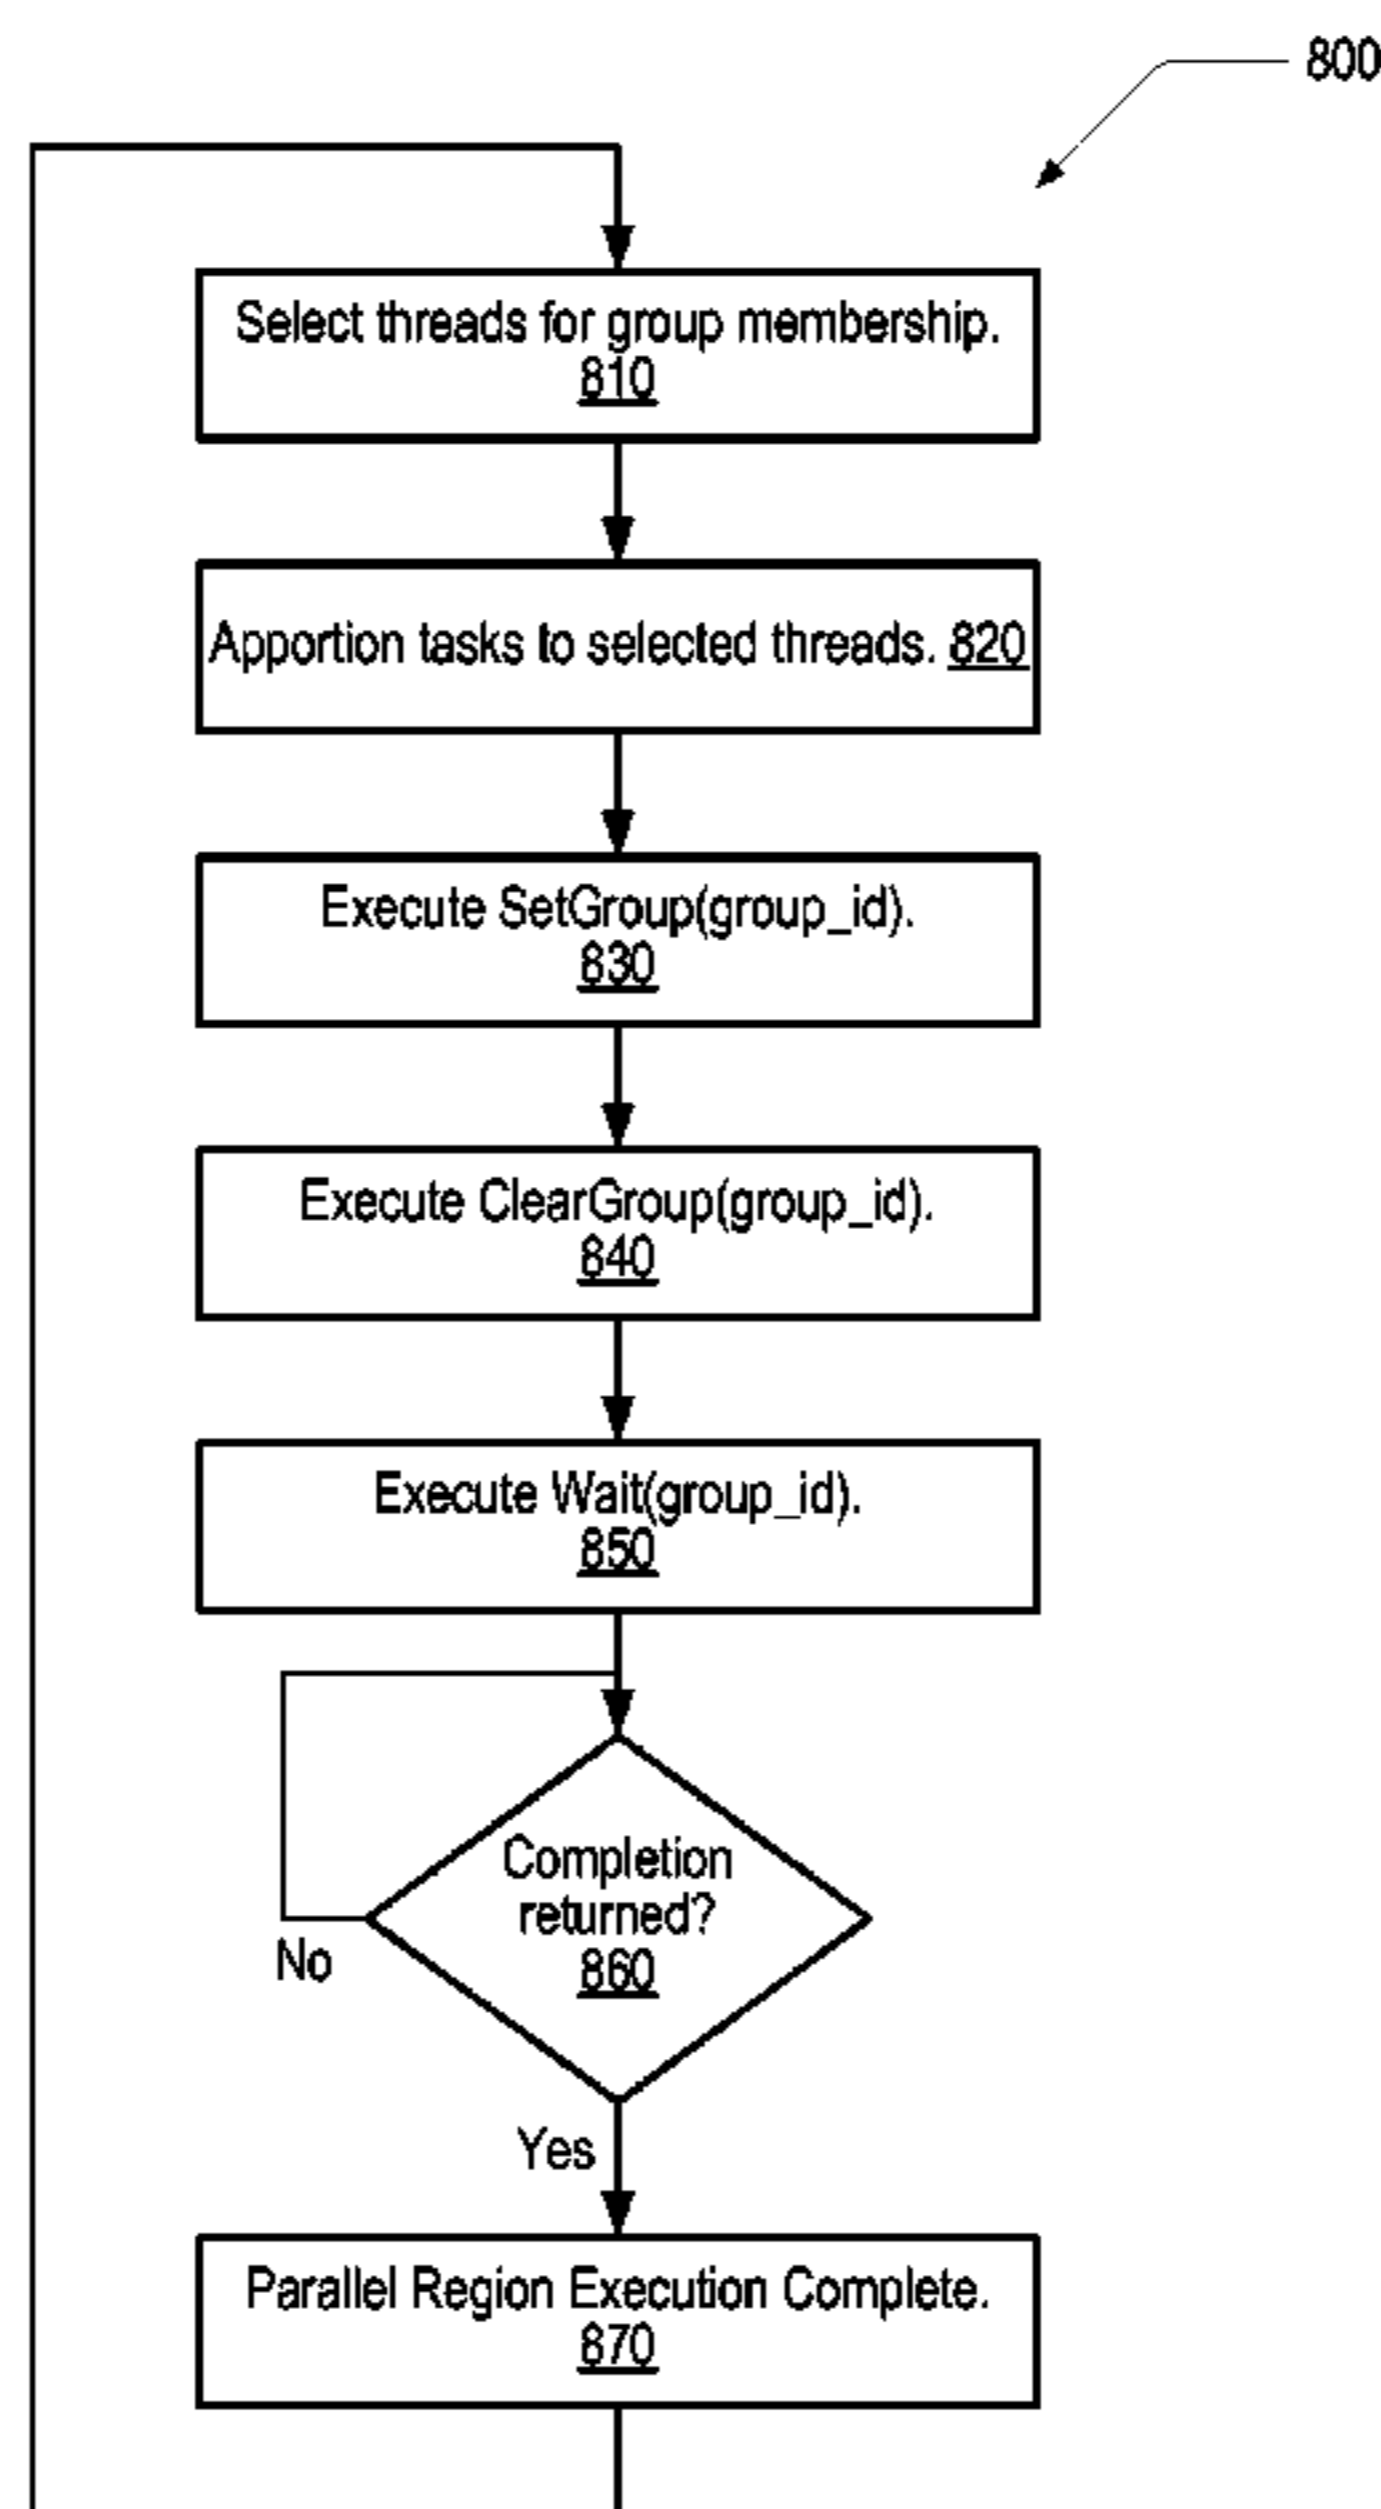 800
Select threads for group membership.
810
Apportion tasks to selected threads. 820
Execute SetGroup(group_id).
830
Execute ClearGroup(group_id).
840
Execute Wait(group_id).
850
Completion
returned?
860
No
Yes
Parallel Region Execution Complete.
870